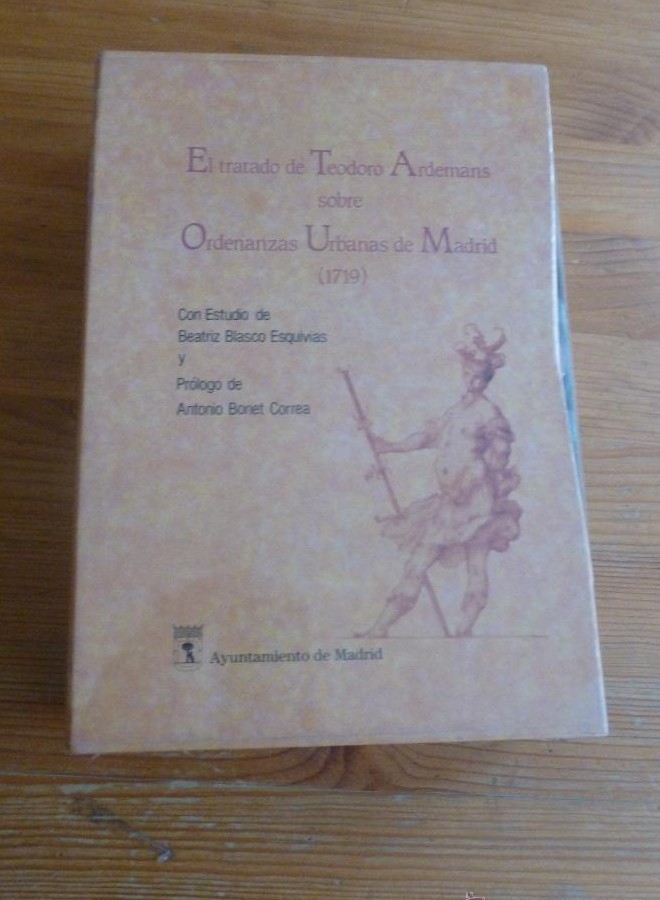 El tratado de Teodoro Ardemans
sobre
Ordenanzas Urbanas de Madrid
(1719)
Con Estudio de
Beatriz Blasco Esquivias
y
Prólogo de
Antonio Bonet Correa
Ayuntamiento de Madrid